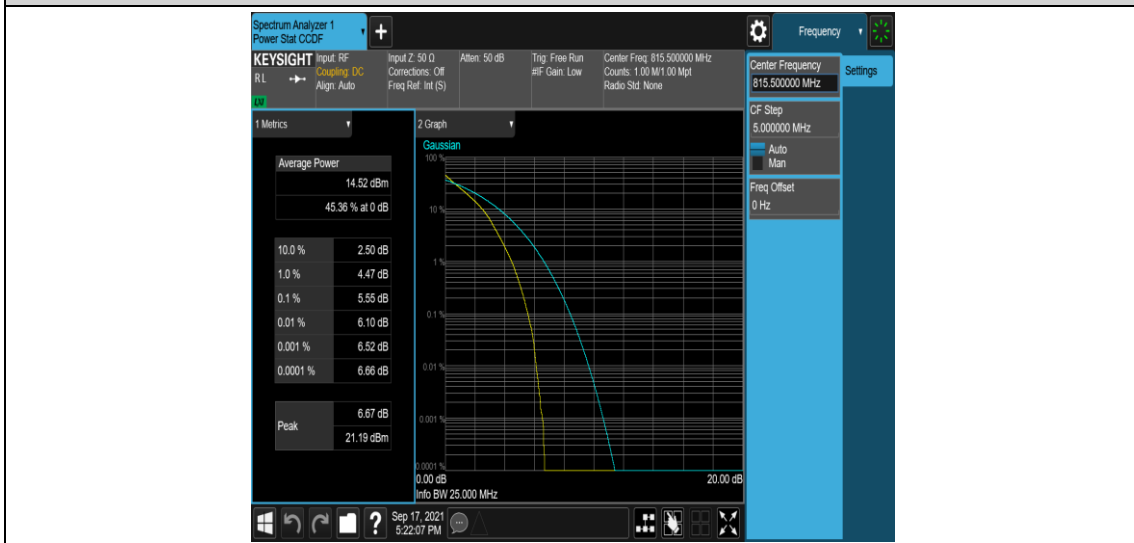 Spectrum Analyzer 1
Power Stat CCDF
+
Frequency
KEYSIGHT
RL
Input: RF
Coupling: DC
Align: Auto
Input Z: 50 Ω
Corrections: Off
Freq Ref: Int (S)
Atten: 50 dB
Trig: Free Run
#IF Gain: Low
Center Freq: 815.500000 MHz
Counts: 1.00 M/1.00 Mpt
Radio Std: None
Center Frequency
815.500000 MHz
Settings
CF Step
5.000000 MHz
Auto
Man
Freq Offset
0 Hz
1 Metrics
Average Power
14.52 dBm
45.36 % at 0 dB
10.0 % 2.50 dB
1.0 % 4.47 dB
0.1 % 5.55 dB
0.01 % 6.10 dB
0.001 % 6.52 dB
0.0001 % 6.66 dB
Peak 6.67 dB
21.19 dBm
2 Graph
Gaussian
100 %
10 %
1 %
0.1 %
0.01 %
0.001 %
0.0001 %
0.00 dB 20.00 dB
Info BW 25.000 MHz
?
Sep 17, 2021
5:22:07 PM